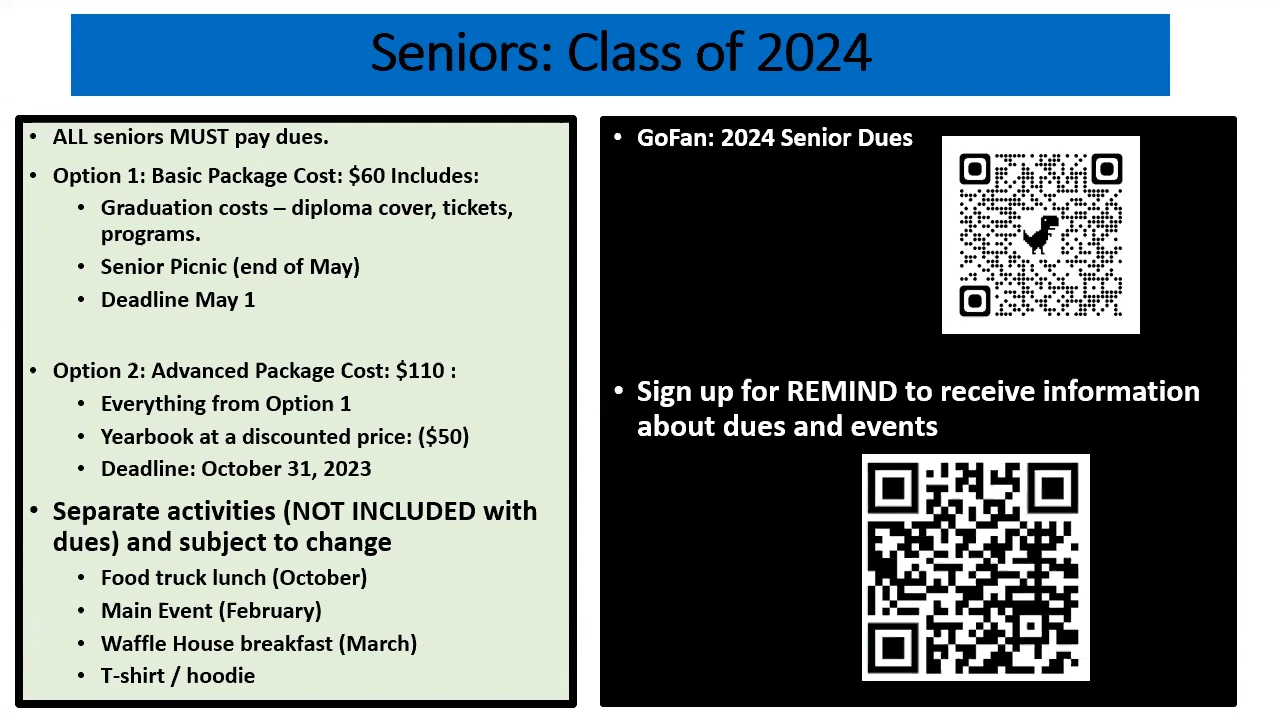 Seniors: Class of 2024
• ALL seniors MUST pay dues.
• Option 1: Basic Package Cost: $60 Includes:
• Graduation costs – diploma cover, tickets,
programs.
• Senior Picnic (end of May)
• Deadline May 1
• Option 2: Advanced Package Cost: $110 :
• Everything from Option 1
• Yearbook at a discounted price: ($50)
• Deadline: October 31, 2023
• Separate activities (NOT INCLUDED with
dues) and subject to change
• Food truck lunch (October)
• Main Event (February)
• Waffle House breakfast (March)
• T-shirt / hoodie
• GoFan: 2024 Senior Dues
• Sign up for REMIND to receive information
about dues and events